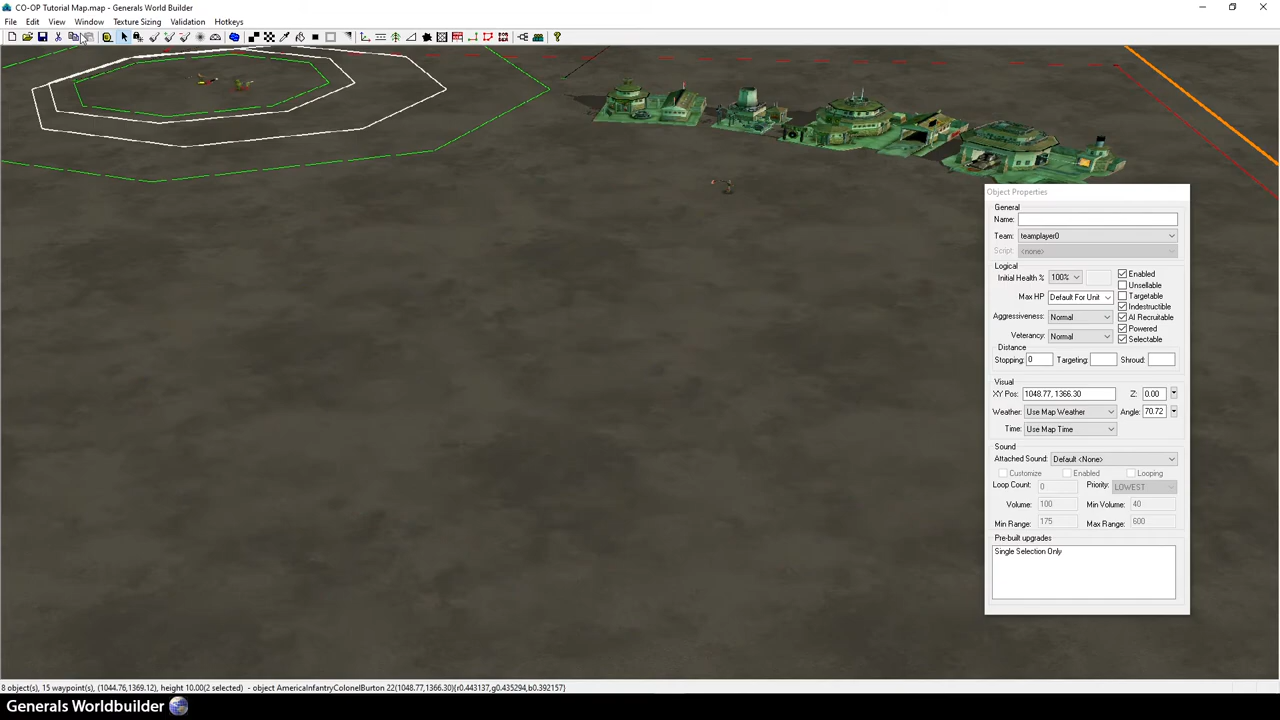 CO-OP Tutorial Map.map - Generals World Builder
File Edit View Window Texture Sizing Validation Hotkeys
Object Properties
General
Name:
Team: teamplayer0
Script: <none>
Logical
Initial Health % 100% Enabled
Unsellable
Max HP Default For Unit Targetable
Indestructible
Aggressiveness: Normal AI Recruitable
Powered
Veterancy: Normal Selectable
Distance
Stopping: 0 Targeting: Shroud:
Visual
XY Pos: 1048.77, 1366.30 Z: 0.00
Weather: Use Map Weather Angle: 70.72
Time: Use Map Time
Sound
Attached Sound: Default <None>
Customize Enabled Looping
Loop Count: 0 Priority: LOWEST
Volume: 100 Min Volume: 40
Min Range: 175 Max Range: 600
Pre-built upgrades
Single Selection Only
8 object(s), 15 waypoint(s), (1044.76,1369.12), height 10.00(2 selected) - object AmericaInfantryColonelBurton 22(1048.77,1366.30){r0.443137,g0.435294,b0.392157}
Generals Worldbuilder